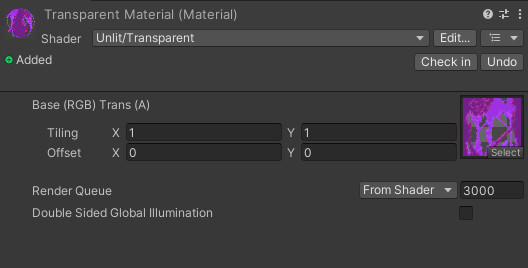 Transparent Material (Material)
Shader Unlit/Transparent Edit...
Added Check in Undo
Base (RGB) Trans (A)
Tiling X 1 Y 1
Offset X 0 Y 0
Select
Render Queue From Shader 3000
Double Sided Global Illumination